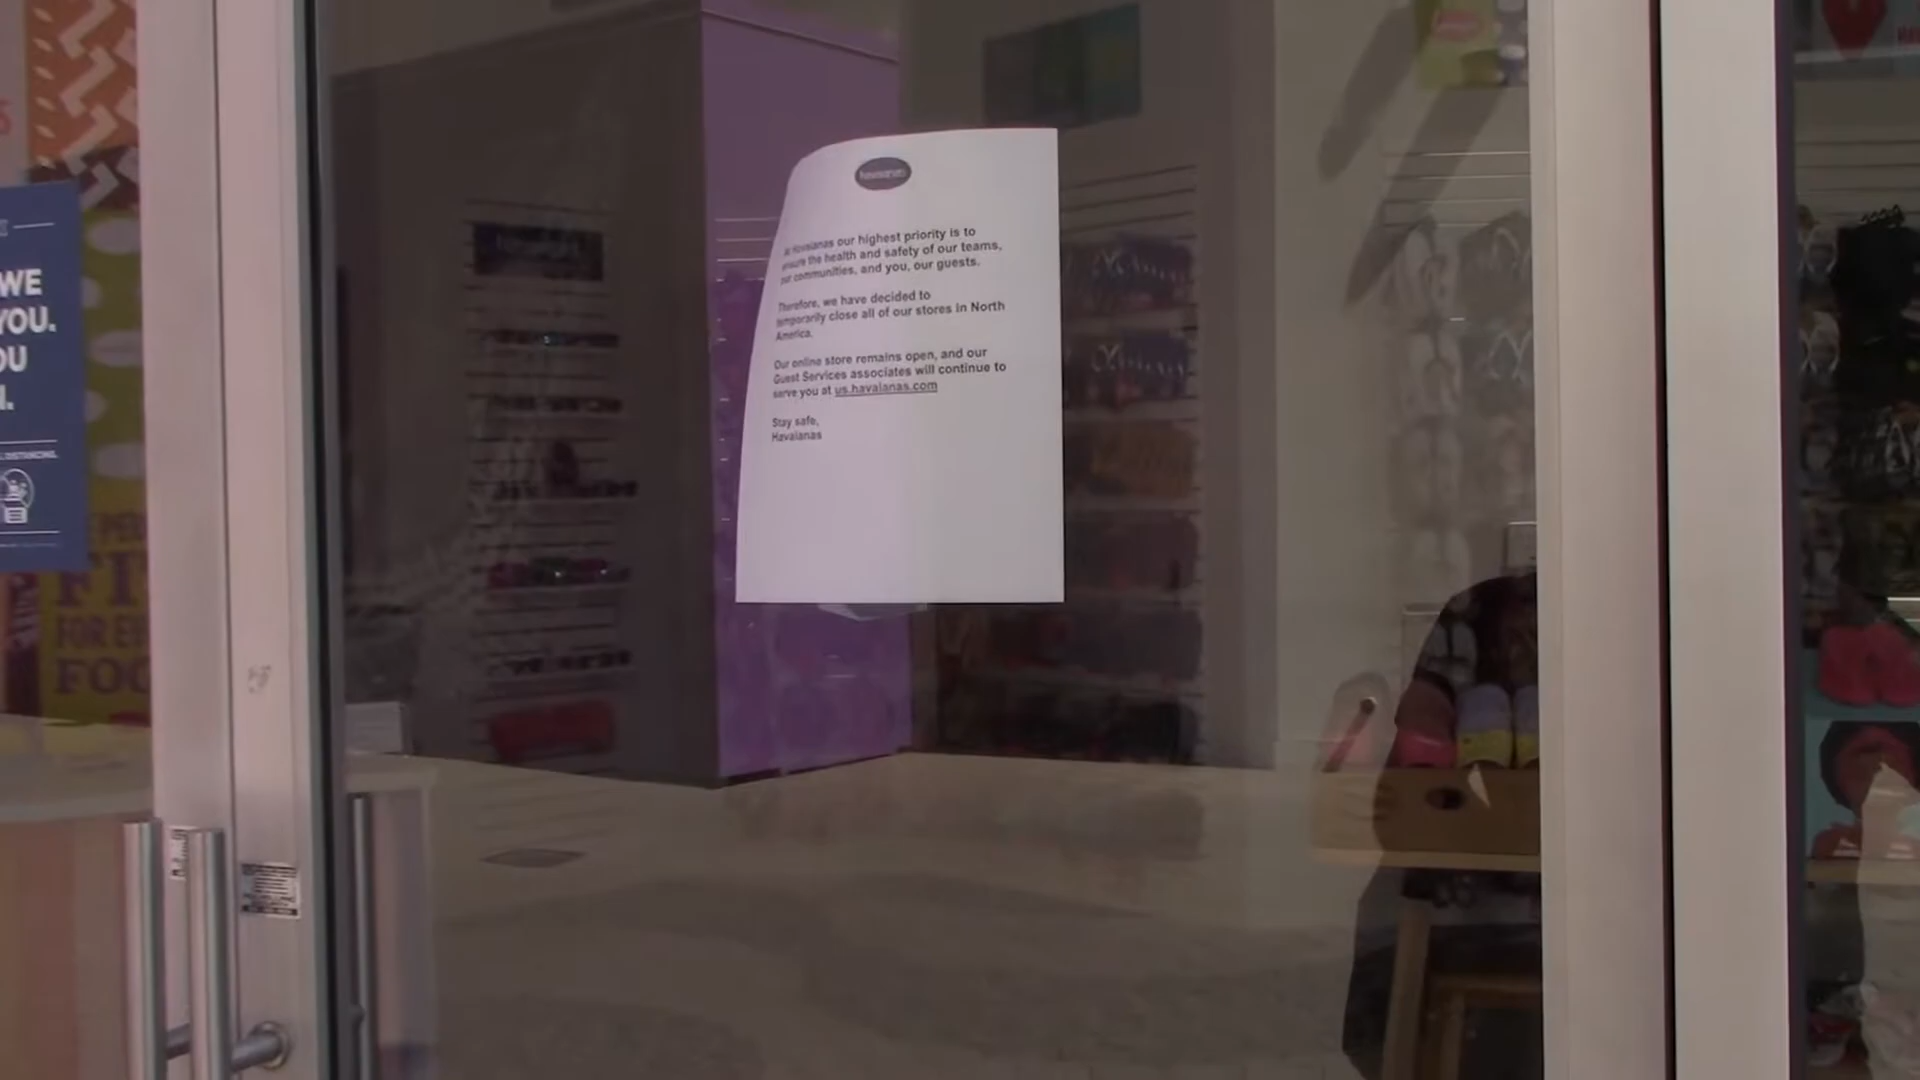 havaianas
At Havaianas our highest priority is to
ensure the health and safety of our teams,
our communities, and you, our guests.
Therefore, we have decided to
temporarily close all of our stores in North
America.
Our online store remains open, and our
Guest Services associates will continue to
serve you at us.havaianas.com
Stay safe,
Havaianas
WE
YOU.
OU
DISTANCING.
FOR EV
FOO